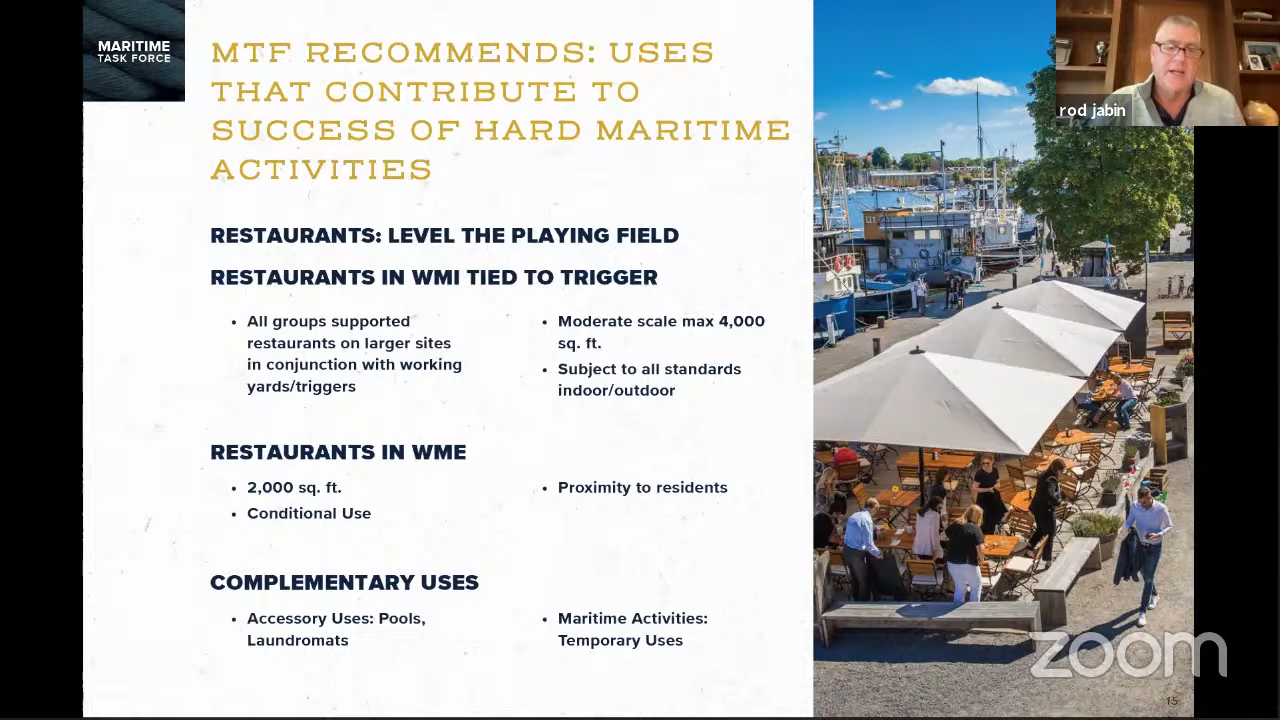 MARITIME
TASK FORCE
MTF RECOMMENDS: USES
THAT CONTRIBUTE TO
SUCCESS OF HARD MARITIME
ACTIVITIES
rod jabin
RESTAURANTS: LEVEL THE PLAYING FIELD
RESTAURANTS IN WMI TIED TO TRIGGER
• All groups supported
restaurants on larger sites
in conjunction with working
yards/triggers
• Moderate scale max 4,000
sq. ft.
• Subject to all standards
indoor/outdoor
RESTAURANTS IN WME
• 2,000 sq. ft.
• Conditional Use
• Proximity to residents
COMPLEMENTARY USES
• Accessory Uses: Pools,
Laundromats
• Maritime Activities:
Temporary Uses
zoom
15